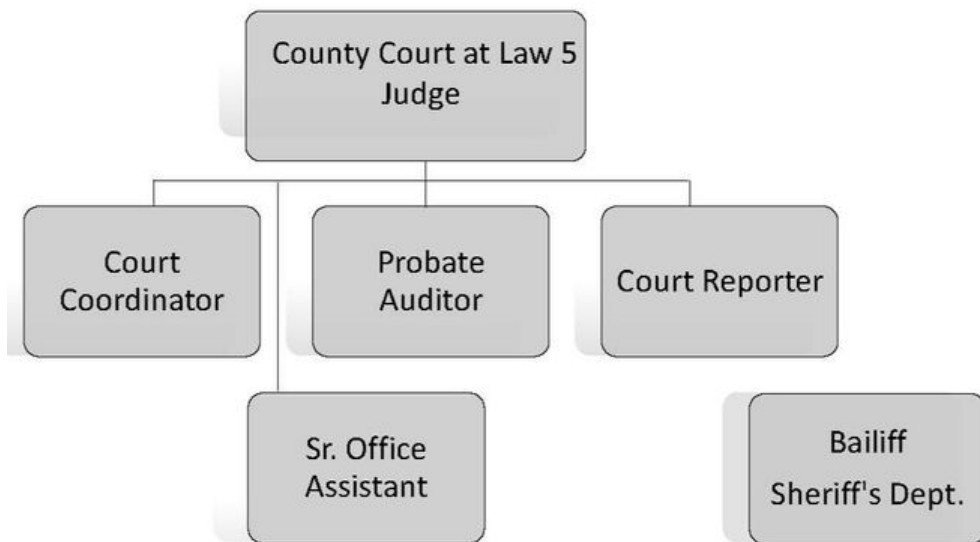 County Court at Law 5
Judge
Court
Coordinator
Probate
Auditor
Court Reporter
Sr. Office
Assistant
Bailiff
Sheriff's Dept.